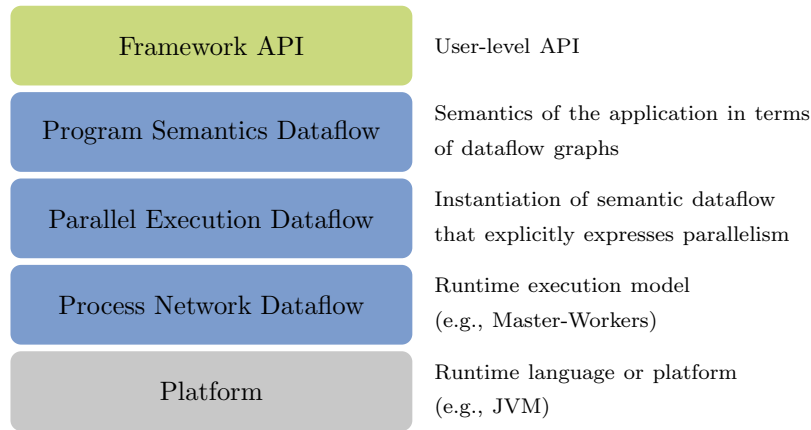 Framework API
User-level API
Program Semantics Dataflow
Semantics of the application in terms
of dataflow graphs
Parallel Execution Dataflow
Instantiation of semantic dataflow
that explicitly expresses parallelism
Process Network Dataflow
Runtime execution model
(e.g., Master-Workers)
Platform
Runtime language or platform
(e.g., JVM)